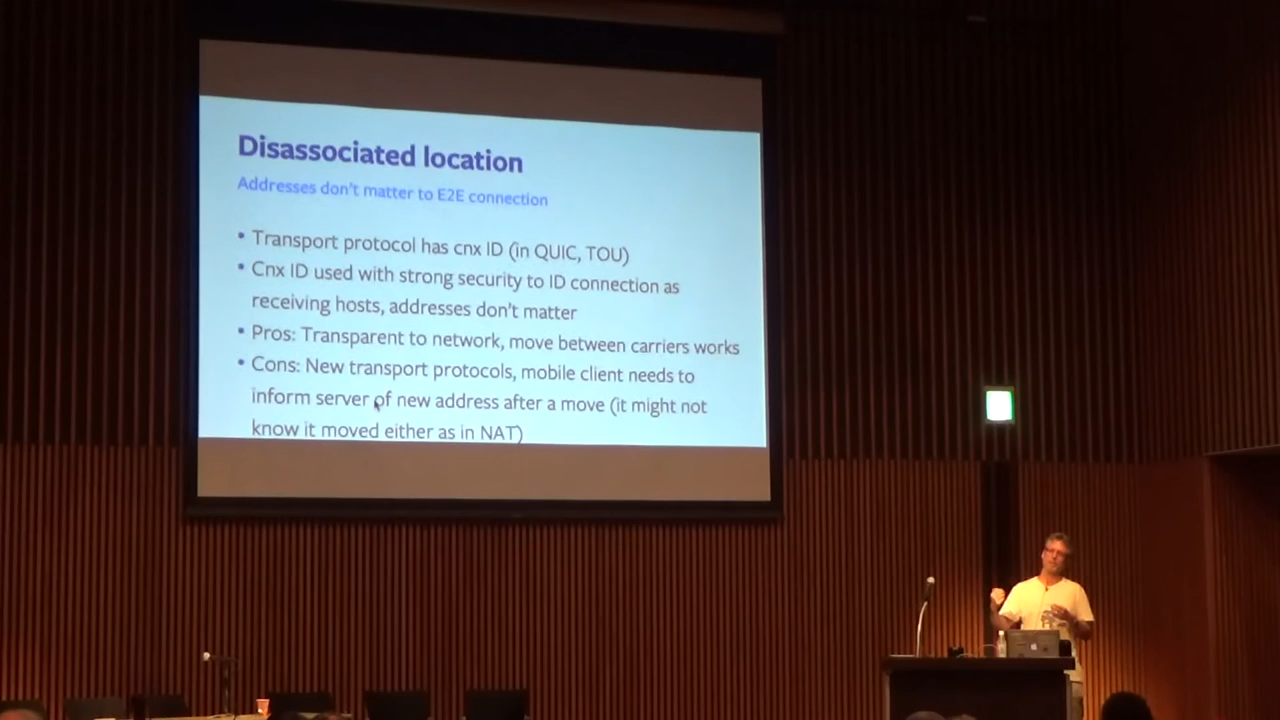 Disassociated location
Addresses don't matter to E2E connection
• Transport protocol has cnx ID (in QUIC, TOU)
• Cnx ID used with strong security to ID connection as
receiving hosts, addresses don't matter
• Pros: Transparent to network, move between carriers works
• Cons: New transport protocols, mobile client needs to
inform server of new address after a move (it might not
know it moved either as in NAT)